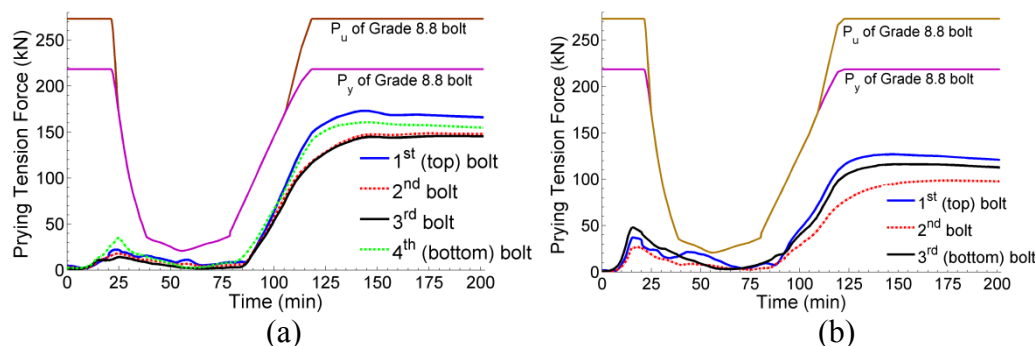 250
200
150
100
50
0
Prying Tension Force (kN)
P_u of Grade 8.8 bolt
P_y of Grade 8.8 bolt
1st (top) bolt
2nd bolt
3rd bolt
4th (bottom) bolt
0 25 50 75 100 125 150 175 200
Time (min)
(a)
250
200
150
100
50
0
Prying Tension Force (kN)
P_u of Grade 8.8 bolt
P_y of Grade 8.8 bolt
1st (top) bolt
2nd bolt
3rd (bottom) bolt
0 25 50 75 100 125 150 175 200
Time (min)
(b)